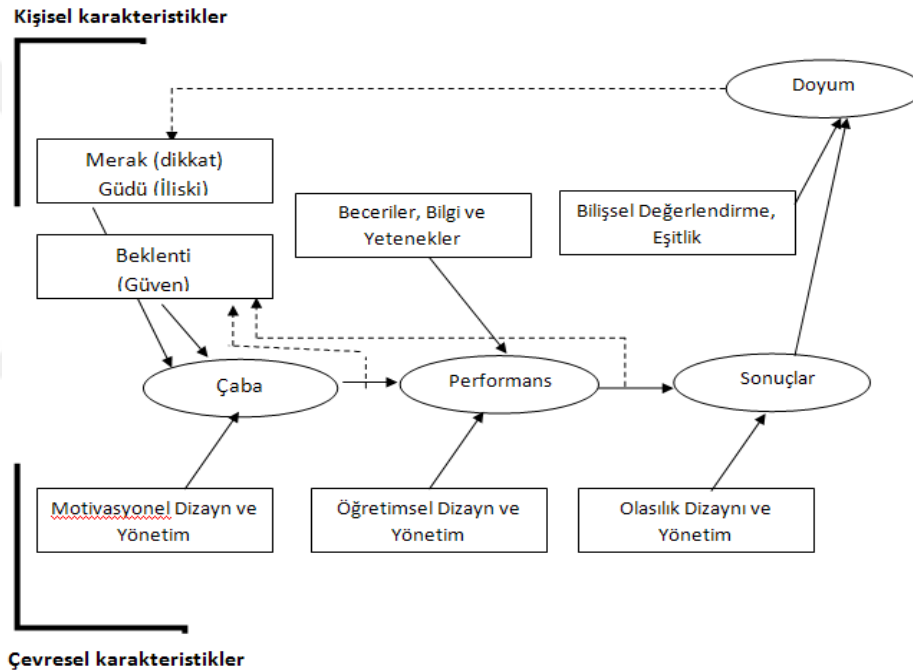 Kişisel karakteristikler
Doyum
Merak (dikkat)
Güdü (İliski)
Beceriler, Bilgi ve
Yetenekler
Bilişsel Değerlendirme,
Eşitlik
Beklenti
(Güven)
Çaba
Performans
Sonuçlar
Motivasyonel Dizayn ve
Yönetim
Öğretimsel Dizayn ve
Yönetim
Olasılık Dizaynı ve
Yönetim
Çevresel karakteristikler